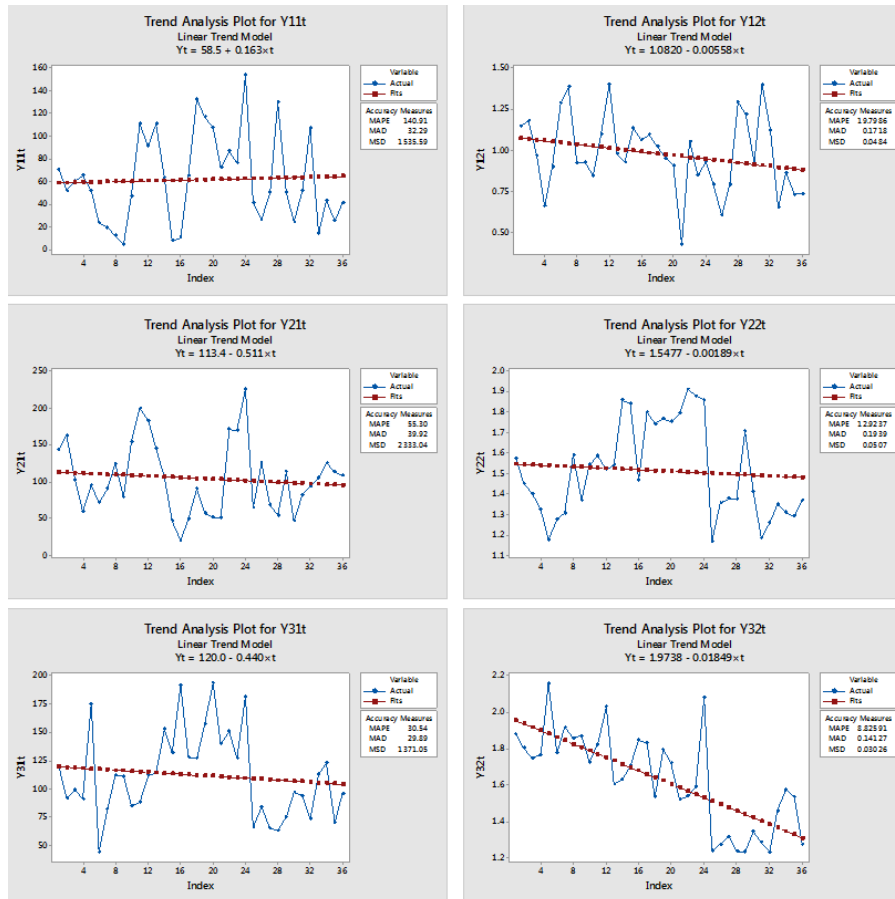 Trend Analysis Plot for Y11t
Linear Trend Model
Yt = 58.5 + 0.163×t
Variable
Actual
Fits
Accuracy Measures
MAPE 140.91
MAD 32.29
MSD 1535.59
Y11t
160
140
120
100
80
60
40
20
0
4 8 12 16 20 24 28 32 36
Index
Trend Analysis Plot for Y12t
Linear Trend Model
Yt = 1.0820 - 0.00558×t
Variable
Actual
Fits
Accuracy Measures
MAPE 19.7986
MAD 0.1718
MSD 0.0484
Y12t
1.50
1.25
1.00
0.75
0.50
4 8 12 16 20 24 28 32 36
Index
Trend Analysis Plot for Y21t
Linear Trend Model
Yt = 113.4 - 0.511×t
Variable
Actual
Fits
Accuracy Measures
MAPE 55.30
MAD 39.92
MSD 2333.04
Y21t
250
200
150
100
50
0
4 8 12 16 20 24 28 32 36
Index
Trend Analysis Plot for Y22t
Linear Trend Model
Yt = 1.5477 - 0.00189×t
Variable
Actual
Fits
Accuracy Measures
MAPE 12.9237
MAD 0.1939
MSD 0.0507
Y22t
2.0
1.9
1.8
1.7
1.6
1.5
1.4
1.3
1.2
1.1
4 8 12 16 20 24 28 32 36
Index
Trend Analysis Plot for Y31t
Linear Trend Model
Yt = 120.0 - 0.440×t
Variable
Actual
Fits
Accuracy Measures
MAPE 30.54
MAD 29.89
MSD 1371.05
Y31t
200
175
150
125
100
75
50
4 8 12 16 20 24 28 32 36
Index
Trend Analysis Plot for Y32t
Linear Trend Model
Yt = 1.9738 - 0.01849×t
Variable
Actual
Fits
Accuracy Measures
MAPE 8.82591
MAD 0.14127
MSD 0.03026
Y32t
2.2
2.0
1.8
1.6
1.4
1.2
4 8 12 16 20 24 28 32 36
Index